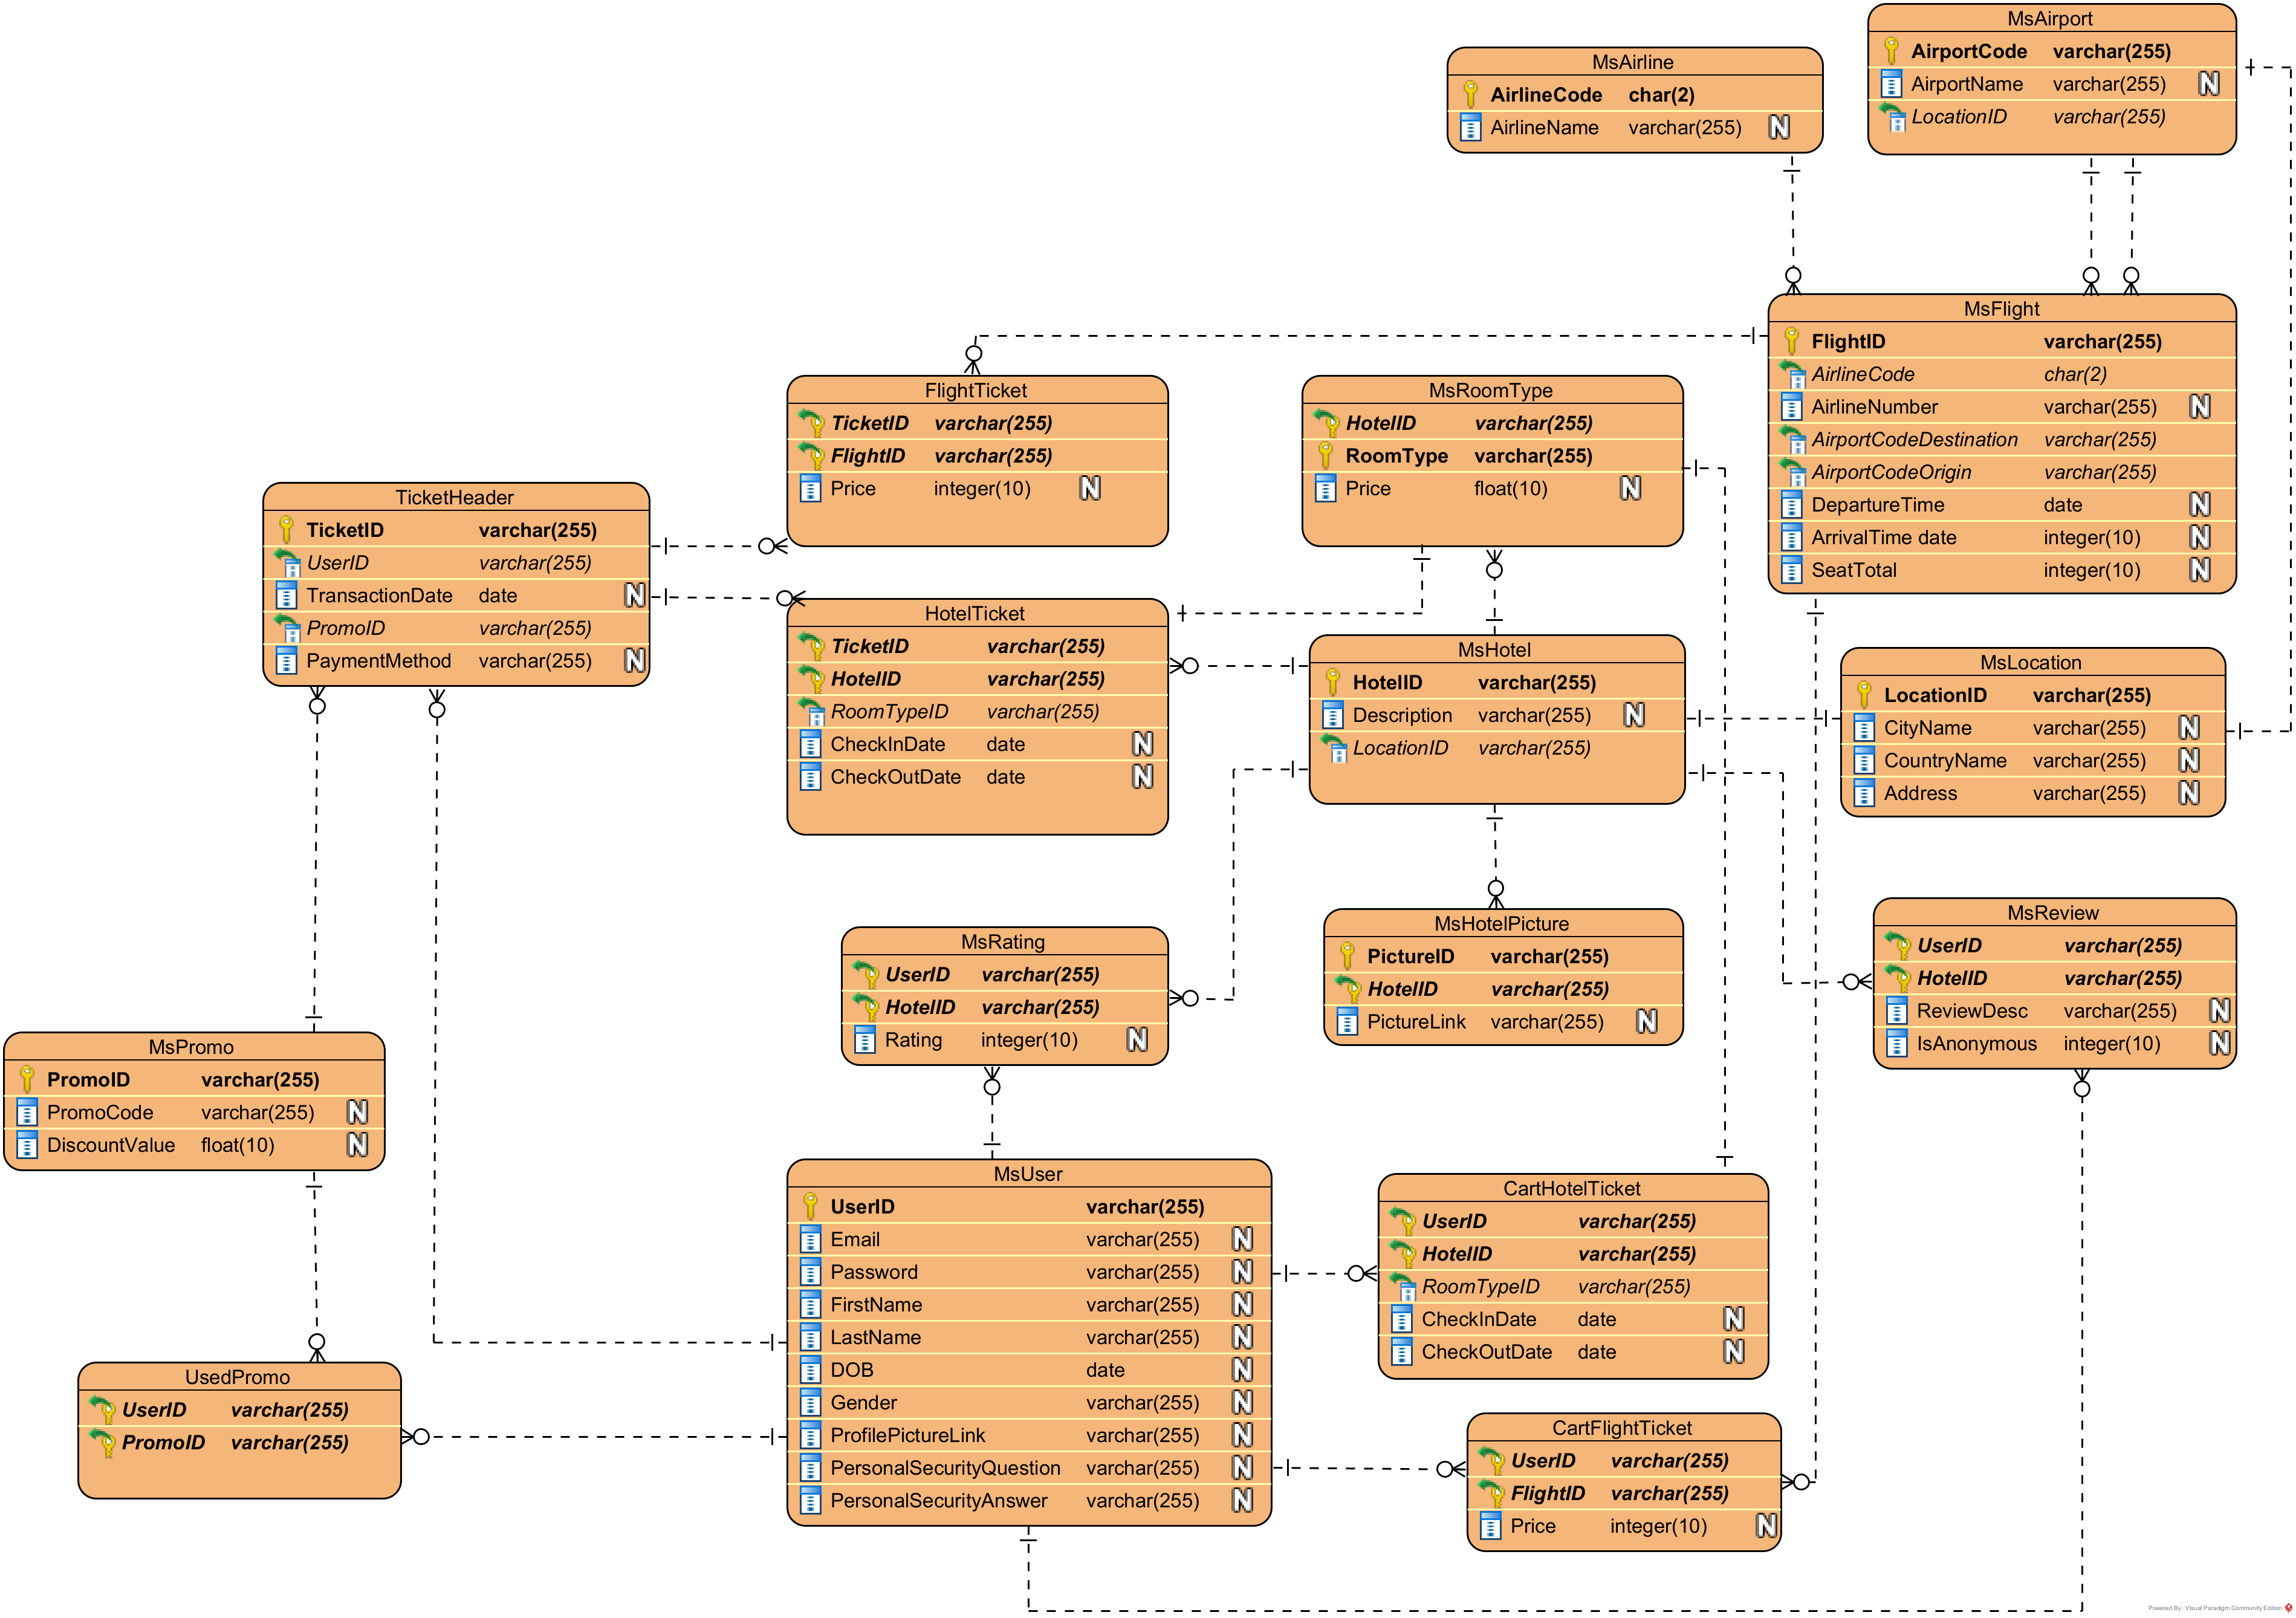 MsAirport
AirportCode varchar(255)
AirportName varchar(255) N
LocationID varchar(255)
MsAirline
AirlineCode char(2)
AirlineName varchar(255) N
MsFlight
FlightID varchar(255)
AirlineCode char(2)
AirlineNumber varchar(255) N
AirportCodeDestination varchar(255)
AirportCodeOrigin varchar(255)
DepartureTime date N
ArrivalTime date integer(10) N
SeatTotal integer(10) N
FlightTicket
TicketID varchar(255)
FlightID varchar(255)
Price integer(10) N
MsRoomType
HotelID varchar(255)
RoomType varchar(255)
Price float(10) N
TicketHeader
TicketID varchar(255)
UserID varchar(255)
TransactionDate date N
PromoID varchar(255)
PaymentMethod varchar(255) N
HotelTicket
TicketID varchar(255)
HotelID varchar(255)
RoomTypeID varchar(255)
CheckInDate date N
CheckOutDate date N
MsHotel
HotelID varchar(255)
Description varchar(255) N
LocationID varchar(255)
MsLocation
LocationID varchar(255)
CityName varchar(255) N
CountryName varchar(255) N
Address varchar(255) N
MsRating
UserID varchar(255)
HotelID varchar(255)
Rating integer(10) N
MsHotelPicture
PictureID varchar(255)
HotelID varchar(255)
PictureLink varchar(255) N
MsReview
UserID varchar(255)
HotelID varchar(255)
ReviewDesc varchar(255) N
IsAnonymous integer(10) N
MsPromo
PromoID varchar(255)
PromoCode varchar(255) N
DiscountValue float(10) N
MsUser
UserID varchar(255)
Email varchar(255) N
Password varchar(255) N
FirstName varchar(255) N
LastName varchar(255) N
DOB date N
Gender varchar(255) N
ProfilePictureLink varchar(255) N
PersonalSecurityQuestion varchar(255) N
PersonalSecurityAnswer varchar(255) N
CartHotelTicket
UserID varchar(255)
HotelID varchar(255)
RoomTypeID varchar(255)
CheckInDate date N
CheckOutDate date N
UsedPromo
UserID varchar(255)
PromoID varchar(255)
CartFlightTicket
UserID varchar(255)
FlightID varchar(255)
Price integer(10) N
Powered By Visual Paradigm Community Edition